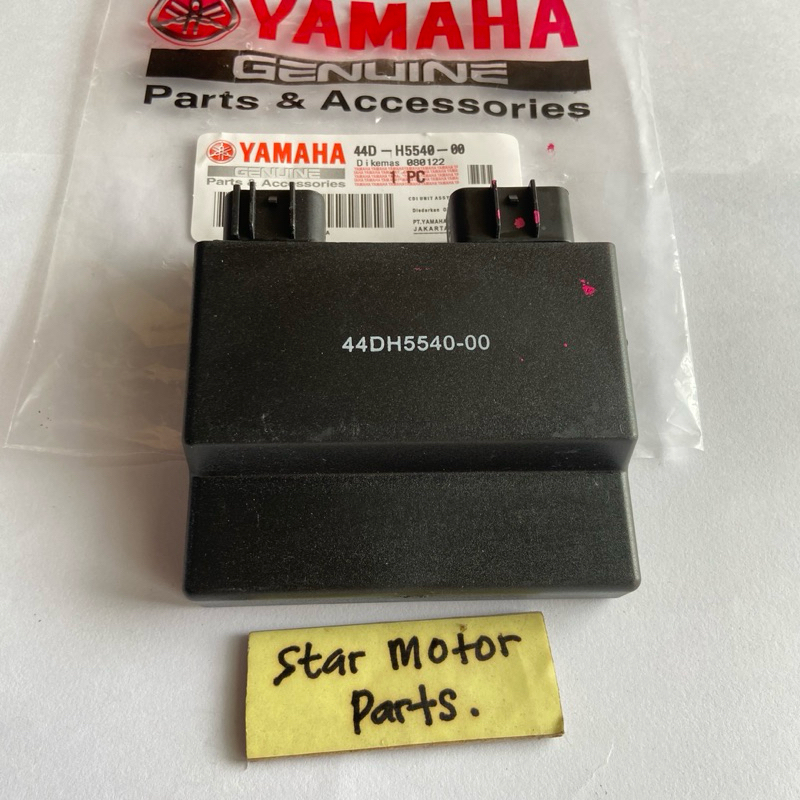 YAMAHA
GENUINE
Parts & Accessories
YAMAHA 44D-H5540-00
GENUINE Dikemas 080122
Parts & Accessories 1 PC
CDI UNIT ASSY
Diedarkan
PT.YAMAHA
JAKARTA
44DH5540-00
Star Motor
Parts.